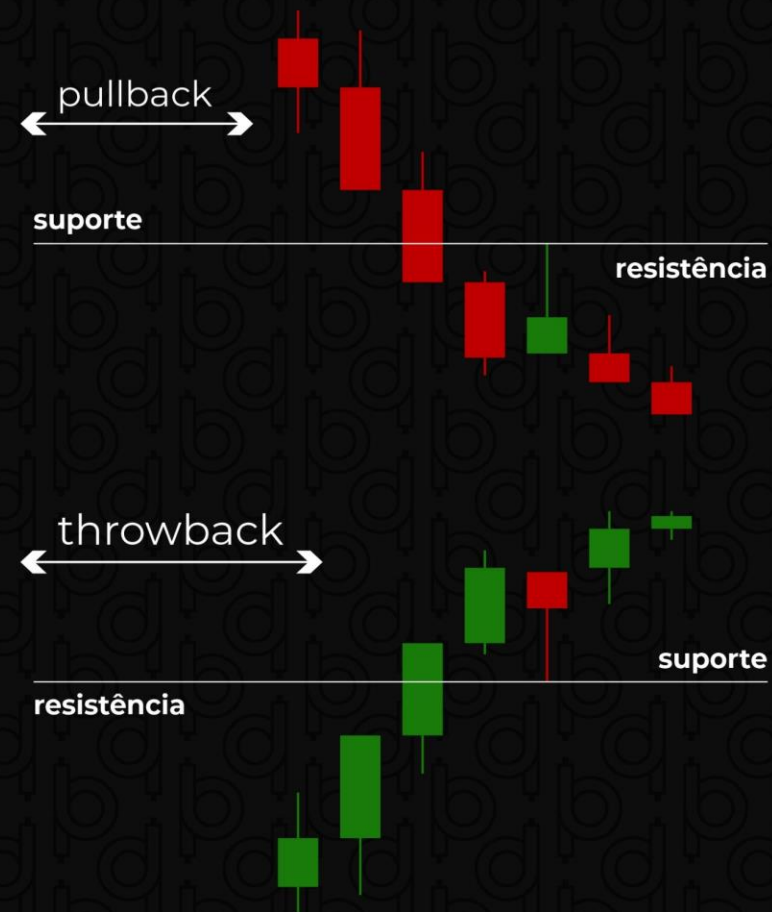 pullback
suporte
resistência
throwback
suporte
resistência